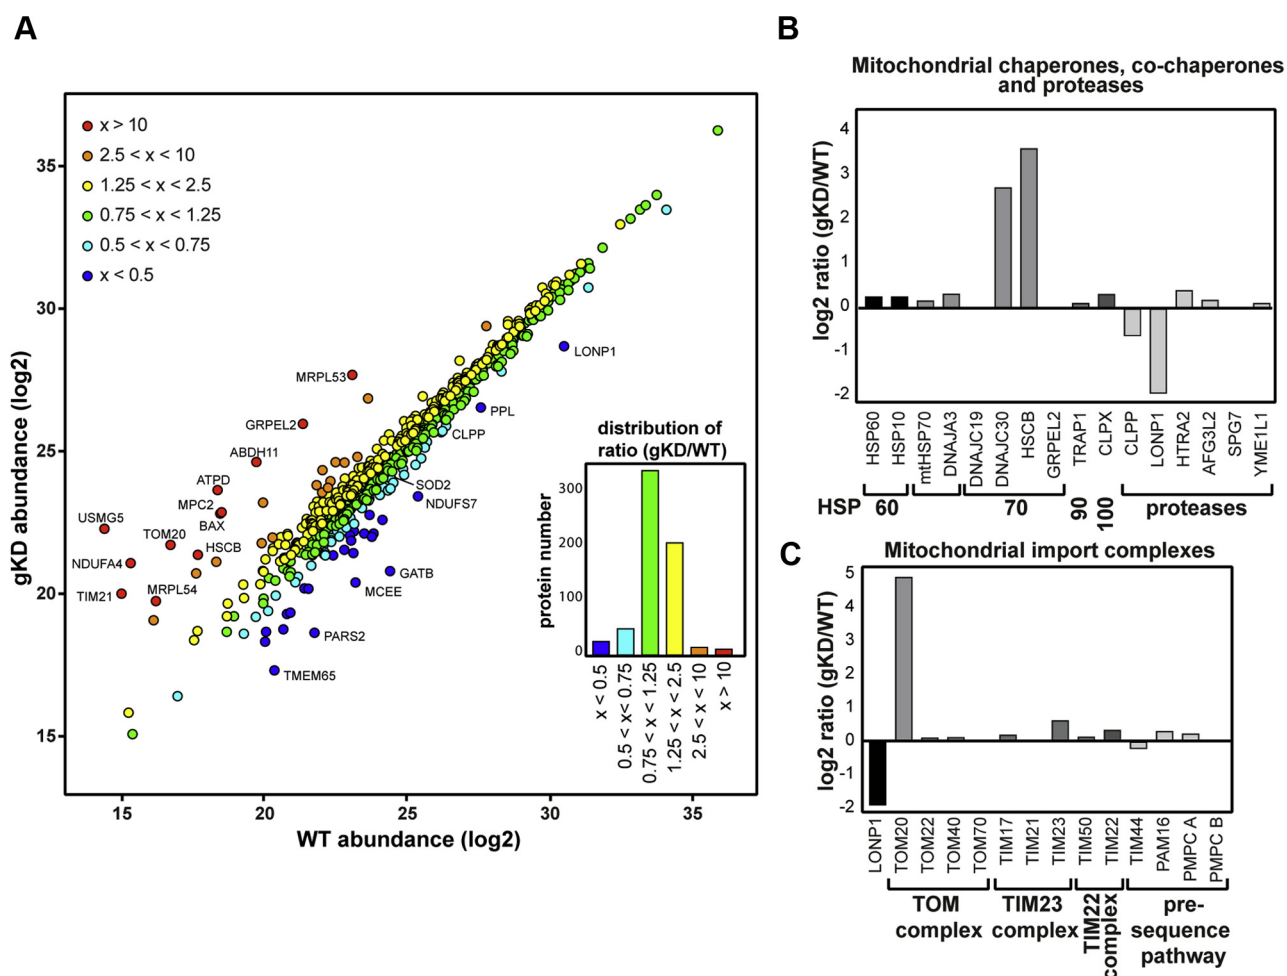 A
x > 10
2.5 < x < 10
1.25 < x < 2.5
0.75 < x < 1.25
0.5 < x < 0.75
x < 0.5
35
30
25
20
15
gKD abundance (log2)
15
20
25
30
35
WT abundance (log2)
LONP1
MRPL53
PPL
GRPEL2
CLPP
ABDH11
SOD2
ATPD
NDUFS7
MPC2
BAX
USMG5
TOM20
HSCB
NDUFA4
GATB
MCEE
TIM21
MRPL54
PARS2
TMEM65
distribution of
ratio (gKD/WT)
protein number
300
200
100
0
x < 0.5
0.5 < x< 0.75
0.75 < x < 1.25
1.25 < x < 2.5
2.5 < x < 10
x > 10
B
Mitochondrial chaperones, co-chaperones
and proteases
log2 ratio (gKD/WT)
4
3
2
1
0
-1
-2
HSP60
HSP10
mtHSP70
DNAJA3
DNAJC19
DNAJC30
HSCB
GRPEL2
TRAP1
CLPX
CLPP
LONP1
HTRA2
AFG3L2
SPG7
YME1L1
HSP 60
70
90
100
proteases
C
Mitochondrial import complexes
log2 ratio (gKD/WT)
5
4
3
2
1
0
-1
-2
LONP1
TOM20
TOM22
TOM40
TOM70
TIM17
TIM21
TIM23
TIM50
TIM22
TIM44
PAM16
PMPC A
PMPC B
TOM
complex
TIM23
complex
TIM22
complex
pre-
sequence
pathway